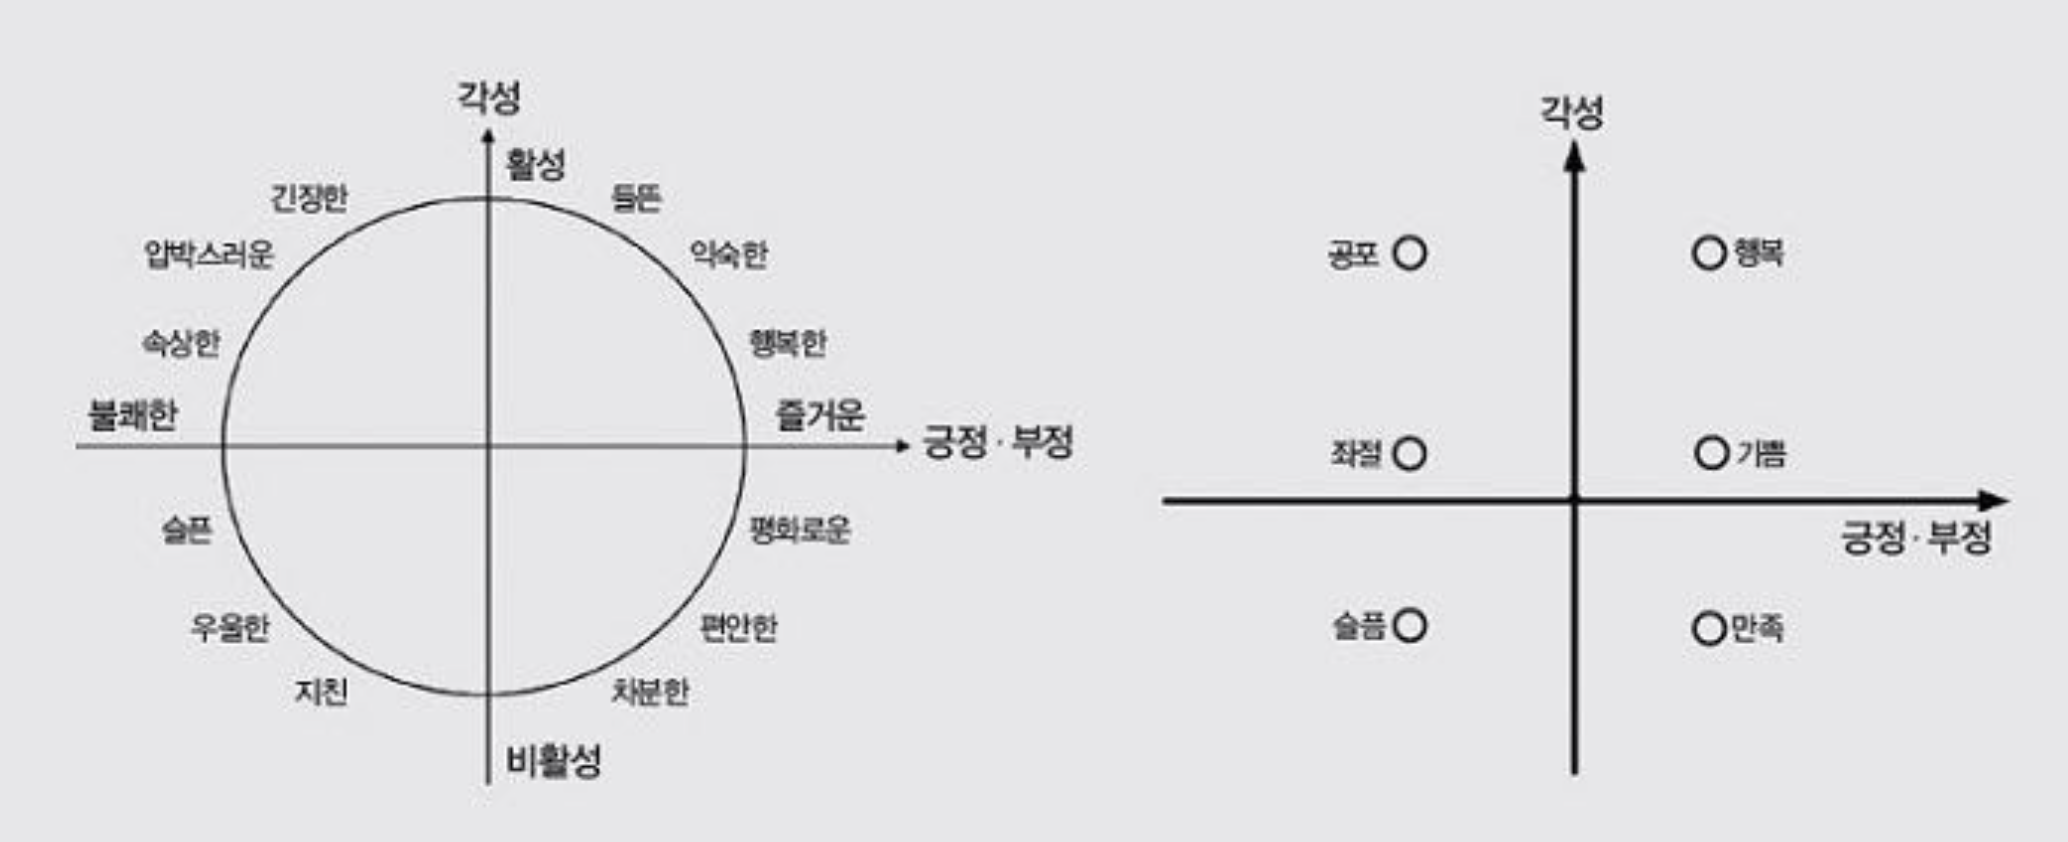 각성
활성
긴장한
들뜬
압박스러운
익숙한
속상한
행복한
불쾌한
즐거운
긍정·부정
슬픈
평화로운
우울한
편안한
지친
차분한
비활성
각성
공포
행복
좌절
기쁨
긍정·부정
슬픔
만족